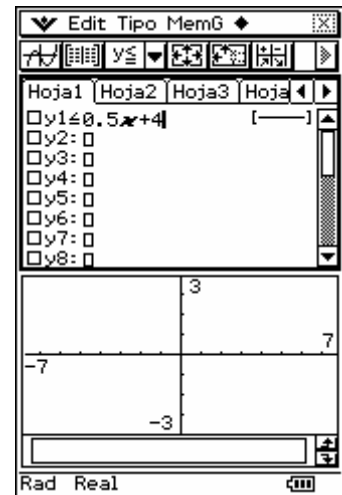 Edit Tipo MemG ◆
y≤
Hoja1 Hoja2 Hoja3 Hoja
y1≤0.5x+4 [——]
y2:▯
y3:▯
y4:▯
y5:▯
y6:▯
y7:▯
y8:▯
3
7
-7
-3
Rad Real